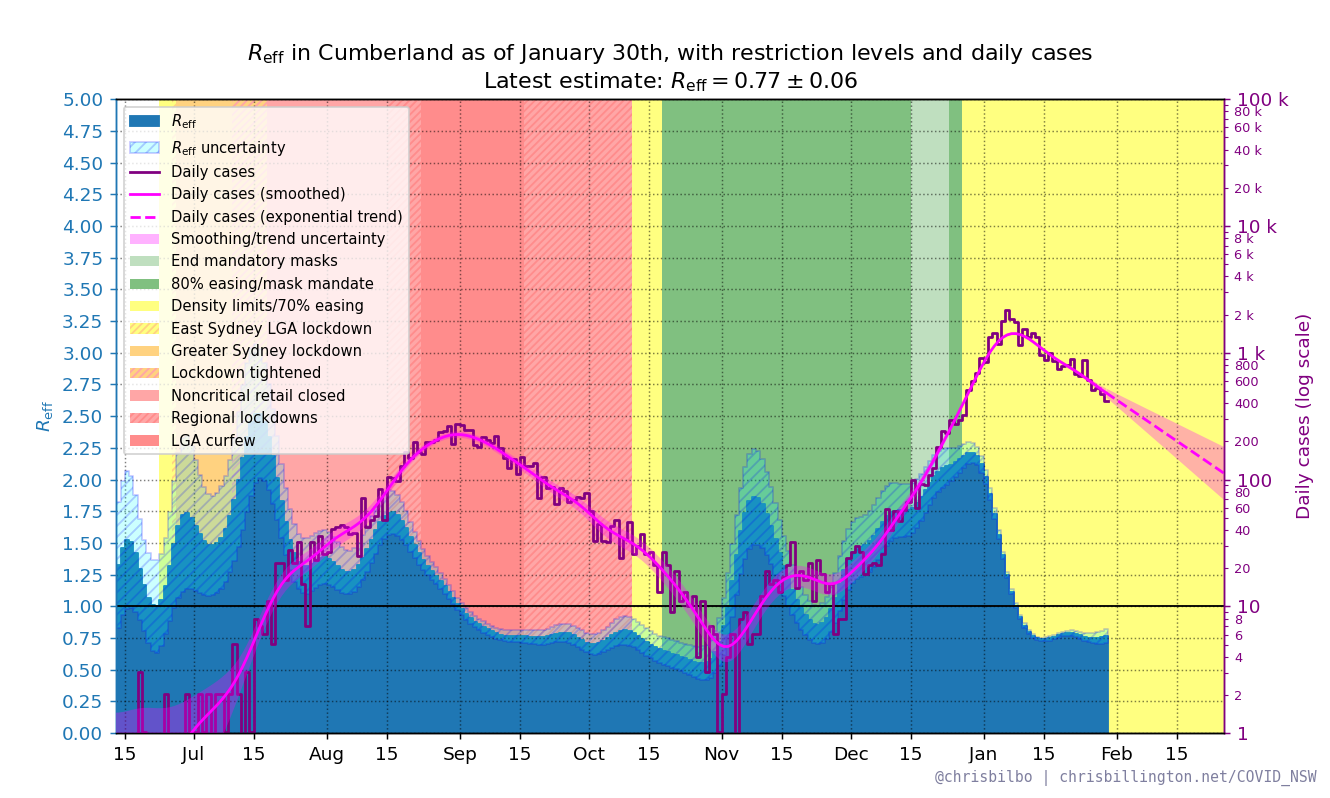 Reff in Cumberland as of January 30th, with restriction levels and daily cases
Latest estimate: Reff = 0.77 ± 0.06
Reff
5.00
4.75
4.50
4.25
4.00
3.75
3.50
3.25
3.00
2.75
2.50
2.25
2.00
1.75
1.50
1.25
1.00
0.75
0.50
0.25
0.00
Reff
Reff uncertainty
Daily cases
Daily cases (smoothed)
Daily cases (exponential trend)
Smoothing/trend uncertainty
End mandatory masks
80% easing/mask mandate
Density limits/70% easing
East Sydney LGA lockdown
Greater Sydney lockdown
Lockdown tightened
Noncritical retail closed
Regional lockdowns
LGA curfew
100 k
80 k
60 k
40 k
20 k
10 k
8 k
6 k
4 k
2 k
1 k
800
600
400
200
100
80
60
40
20
10
8
6
4
2
1
Daily cases (log scale)
15 Jul 15 Aug 15 Sep 15 Oct 15 Nov 15 Dec 15 Jan 15 Feb 15
@chrisbilbo | chrisbillington.net/COVID_NSW